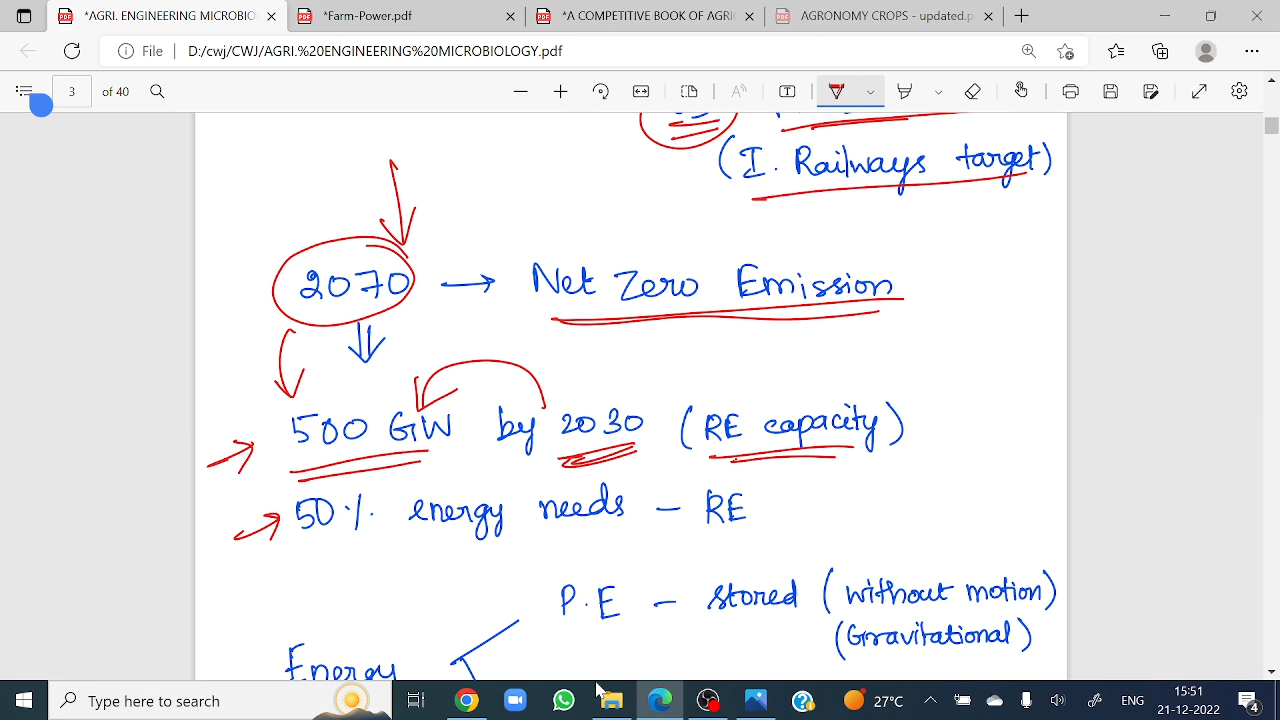 *AGRI. ENGINEERING MICROBIO
*Farm-Power.pdf
*A COMPETITIVE BOOK OF AGRI
AGRONOMY CROPS - updated.p
File
D:/cwj/CWJ/AGRI.%20ENGINEERING%20MICROBIOLOGY.pdf
3 of 40
(I. Railways target)
2070 → Net Zero Emission
500 GW by 2030 (RE capacity)
50% energy needs - RE
P.E - stored (without motion)
(Gravitational)
Energy
Type here to search
27°C
ENG
15:51
21-12-2022
4